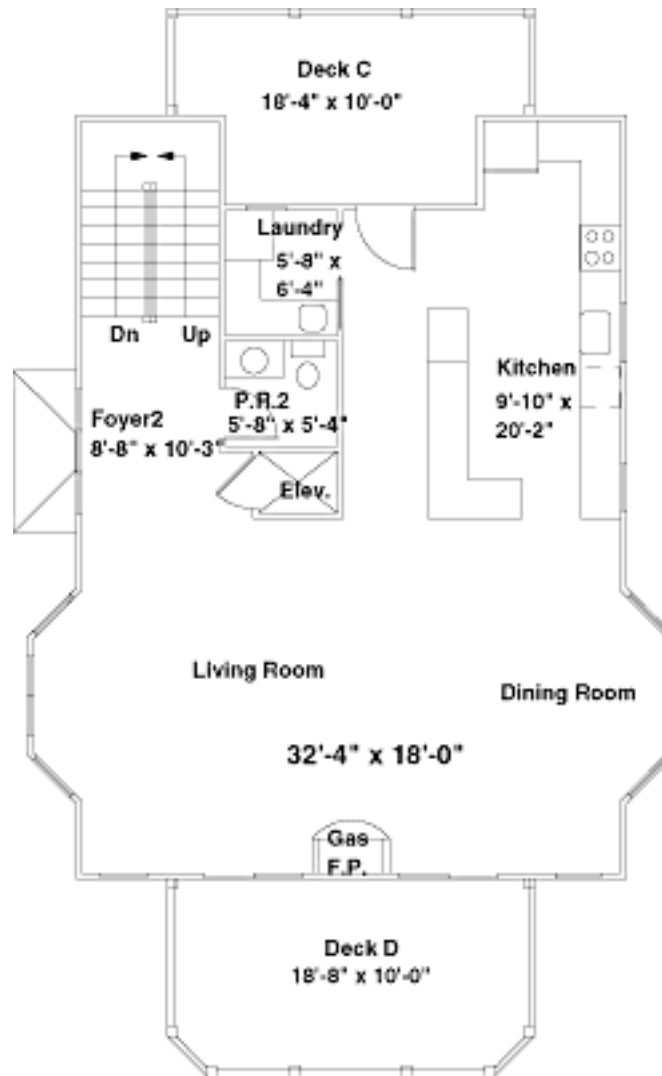 Deck C
18'-4" x 10'-0"
Laundry
5'-8" x
6'-4"
Dn
Up
Kitchen
9'-10" x
20'-2"
P.R.2
5'-8" x 5'-4"
Foyer2
8'-8" x 10'-3"
Elev.
Living Room
Dining Room
32'-4" x 18'-0"
Gas
F.P.
Deck D
18'-8" x 10'-0"